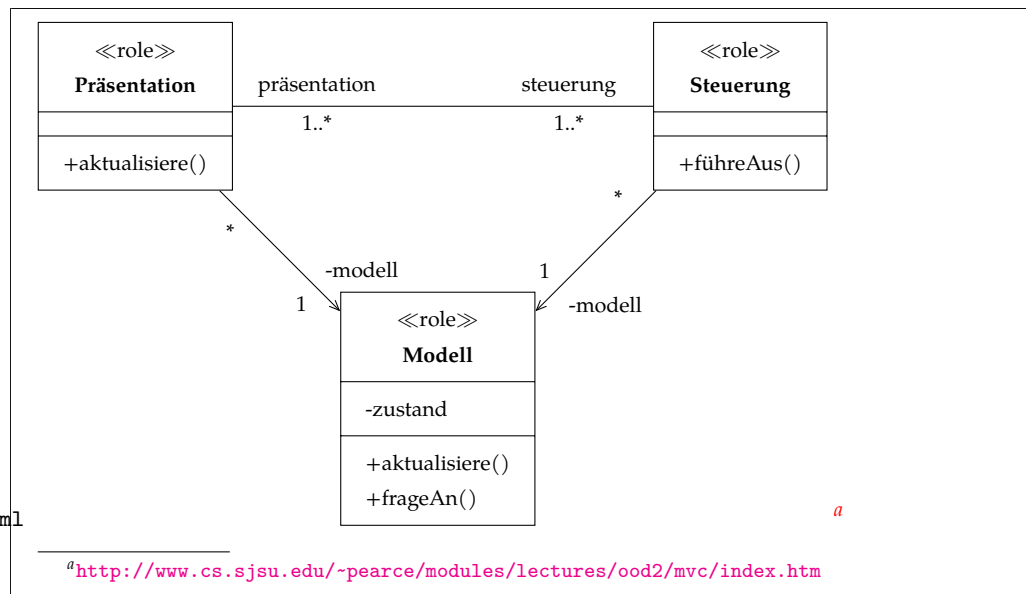 ≪role≫
Präsentation
+aktualisiere()
präsentation
1..*
steuerung
1..*
≪role≫
Steuerung
+führeAus()
*
-modell
1
*
1
-modell
≪role≫
Modell
-zustand
+aktualisiere()
+frageAn()
ml
a
a http://www.cs.sjsu.edu/~pearce/modules/lectures/ood2/mvc/index.htm